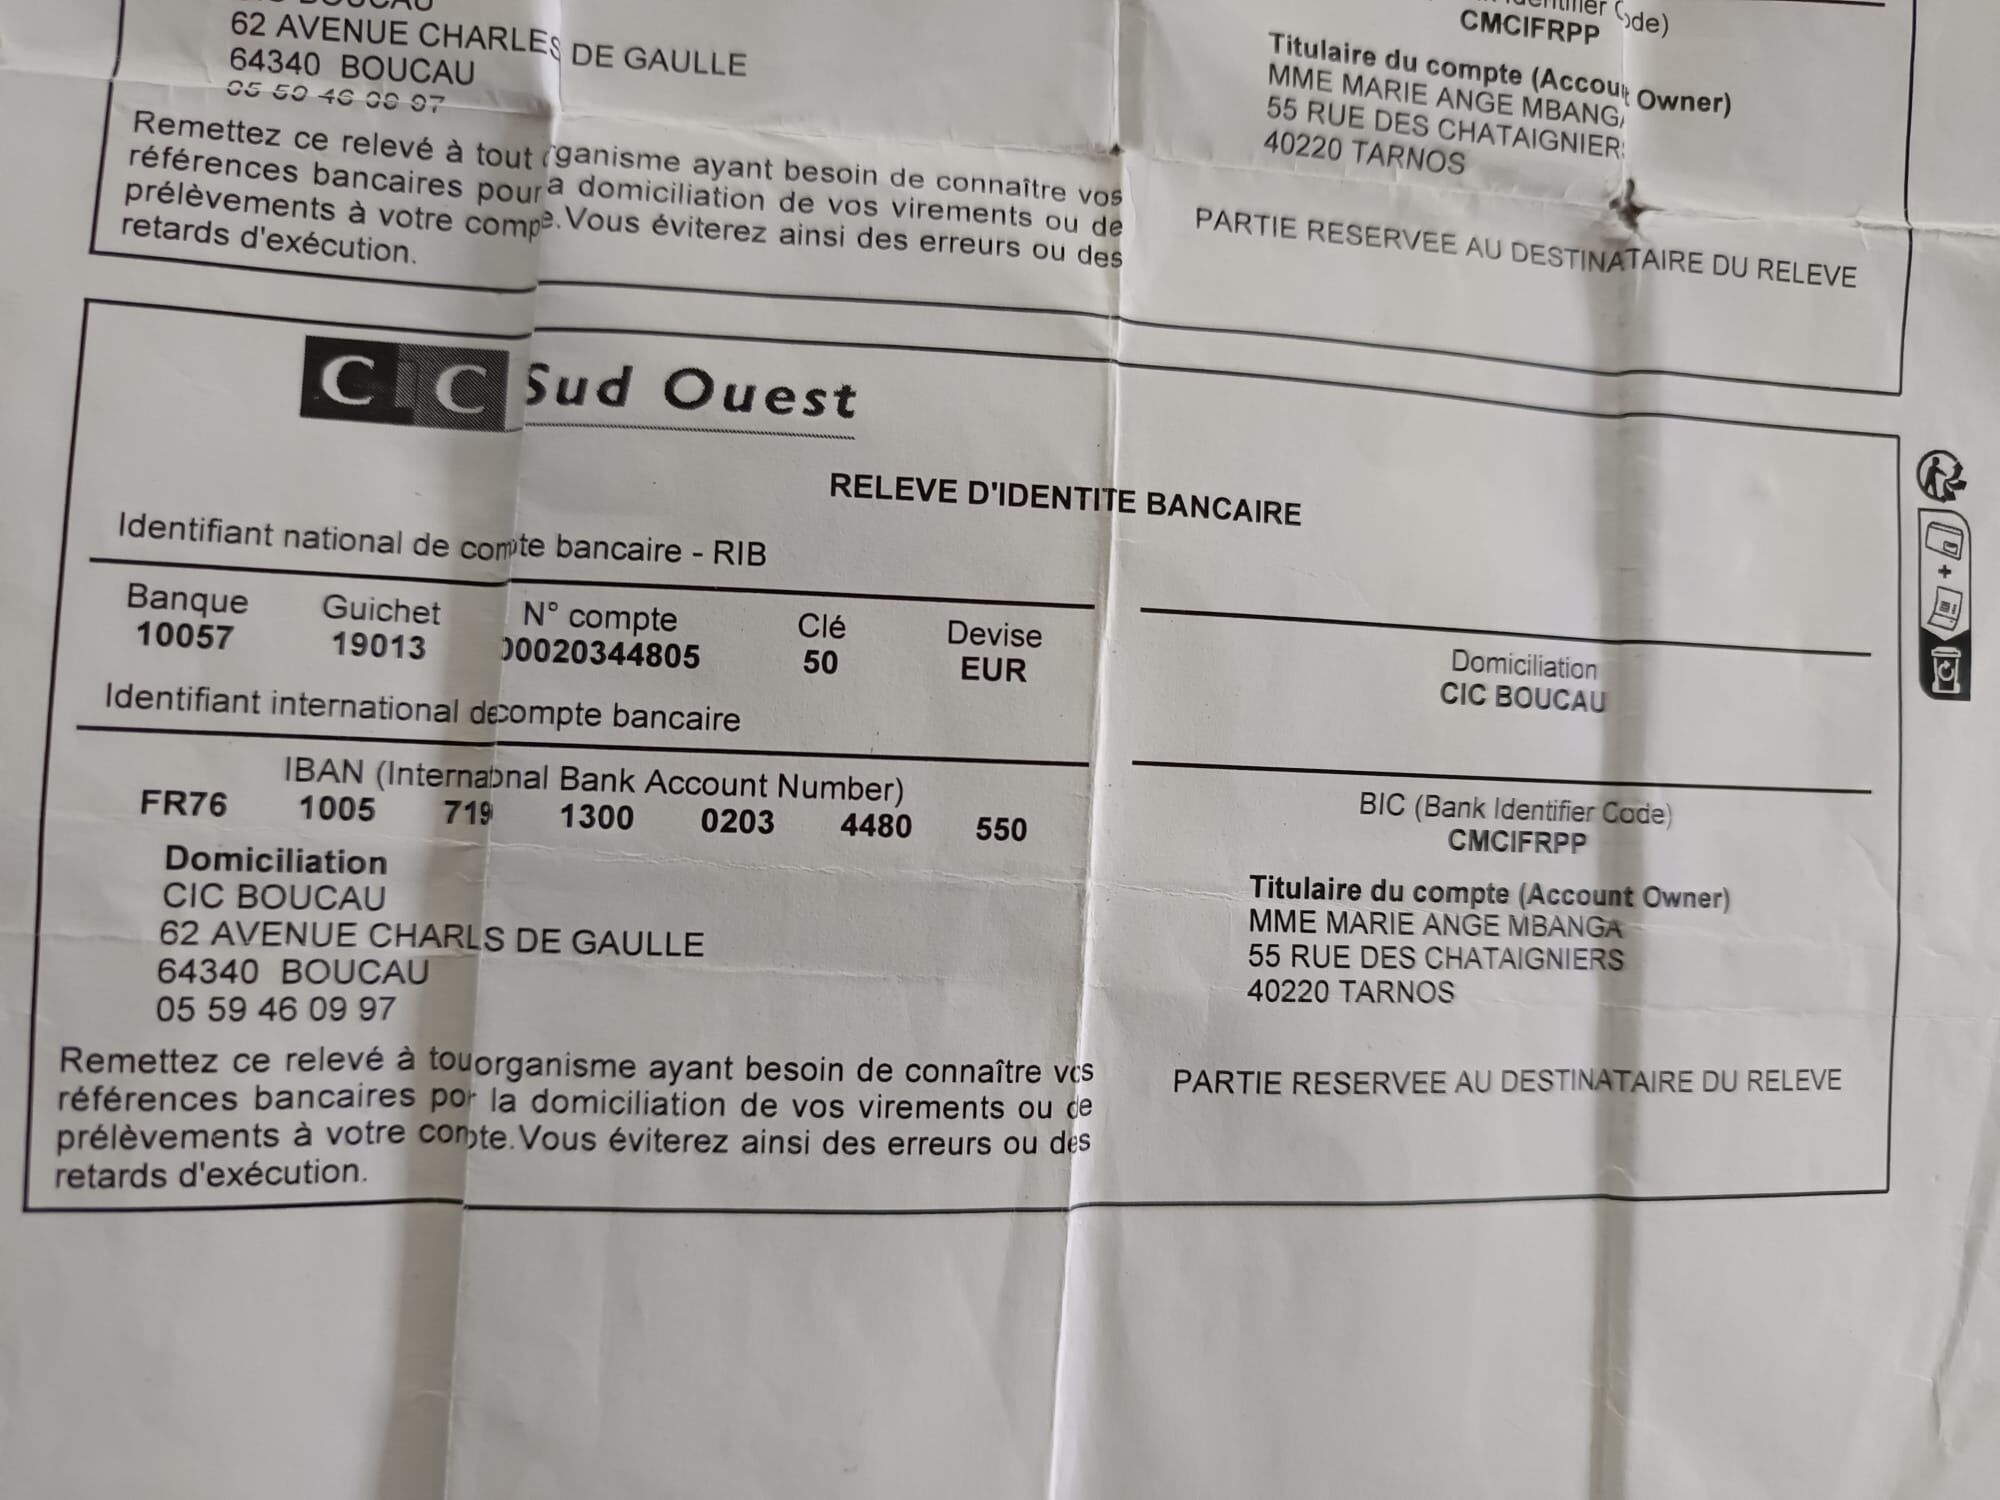 62 AVENUE CHARLES DE GAULLE
64340 BOUCAU
05 59 46 09 97
Remettez ce relevé à tout organisme ayant besoin de connaître vos
références bancaires pour a domiciliation de vos virements ou de
prélèvements à votre compe. Vous éviterez ainsi des erreurs ou des
retards d'exécution.
Code)
CMCIFRPP
Titulaire du compte (Account Owner)
MME MARIE ANGE MBANGA
55 RUE DES CHATAIGNIERS
40220 TARNOS
PARTIE RESERVEE AU DESTINATAIRE DU RELEVE
CIC Sud Ouest
RELEVE D'IDENTITE BANCAIRE
Identifiant national de compte bancaire - RIB
Banque Guichet N° compte Clé Devise
10057 19013 00020344805 50 EUR
Domiciliation
CIC BOUCAU
Identifiant international de compte bancaire
IBAN (International Bank Account Number)
FR76 1005 719 1300 0203 4480 550
BIC (Bank Identifier Code)
CMCIFRPP
Domiciliation
CIC BOUCAU
62 AVENUE CHARLS DE GAULLE
64340 BOUCAU
05 59 46 09 97
Titulaire du compte (Account Owner)
MME MARIE ANGE MBANGA
55 RUE DES CHATAIGNIERS
40220 TARNOS
Remettez ce relevé à tou organisme ayant besoin de connaître vos
références bancaires por la domiciliation de vos virements ou de
prélèvements à votre compte. Vous éviterez ainsi des erreurs ou des
retards d'exécution.
PARTIE RESERVEE AU DESTINATAIRE DU RELEVE